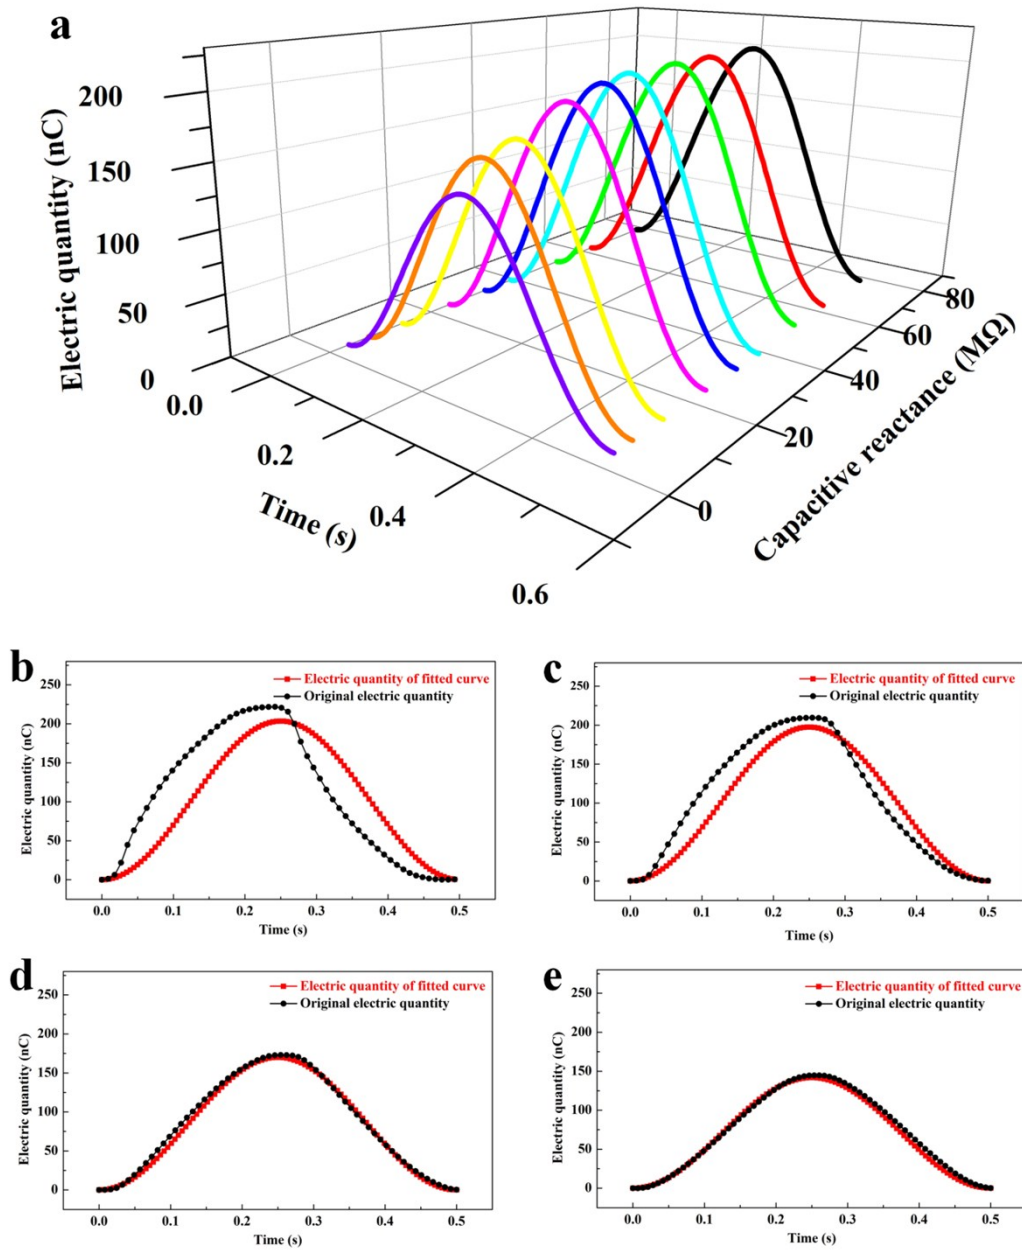 a
Electric quantity (nC)
200
150
100
50
0
0.0
0.2
0.4
0.6
Time (s)
0
20
40
60
80
Capacitive reactance (MΩ)
b
Electric quantity of fitted curve
Original electric quantity
Electric quantity (nC)
250
200
150
100
50
0
0.0 0.1 0.2 0.3 0.4 0.5
Time (s)
c
Electric quantity of fitted curve
Original electric quantity
Electric quantity (nC)
250
200
150
100
50
0
0.0 0.1 0.2 0.3 0.4 0.5
Time (s)
d
Electric quantity of fitted curve
Original electric quantity
Electric quantity (nC)
250
200
150
100
50
0
0.0 0.1 0.2 0.3 0.4 0.5
Time (s)
e
Electric quantity of fitted curve
Original electric quantity
Electric quantity (nC)
250
200
150
100
50
0
0.0 0.1 0.2 0.3 0.4 0.5
Time (s)